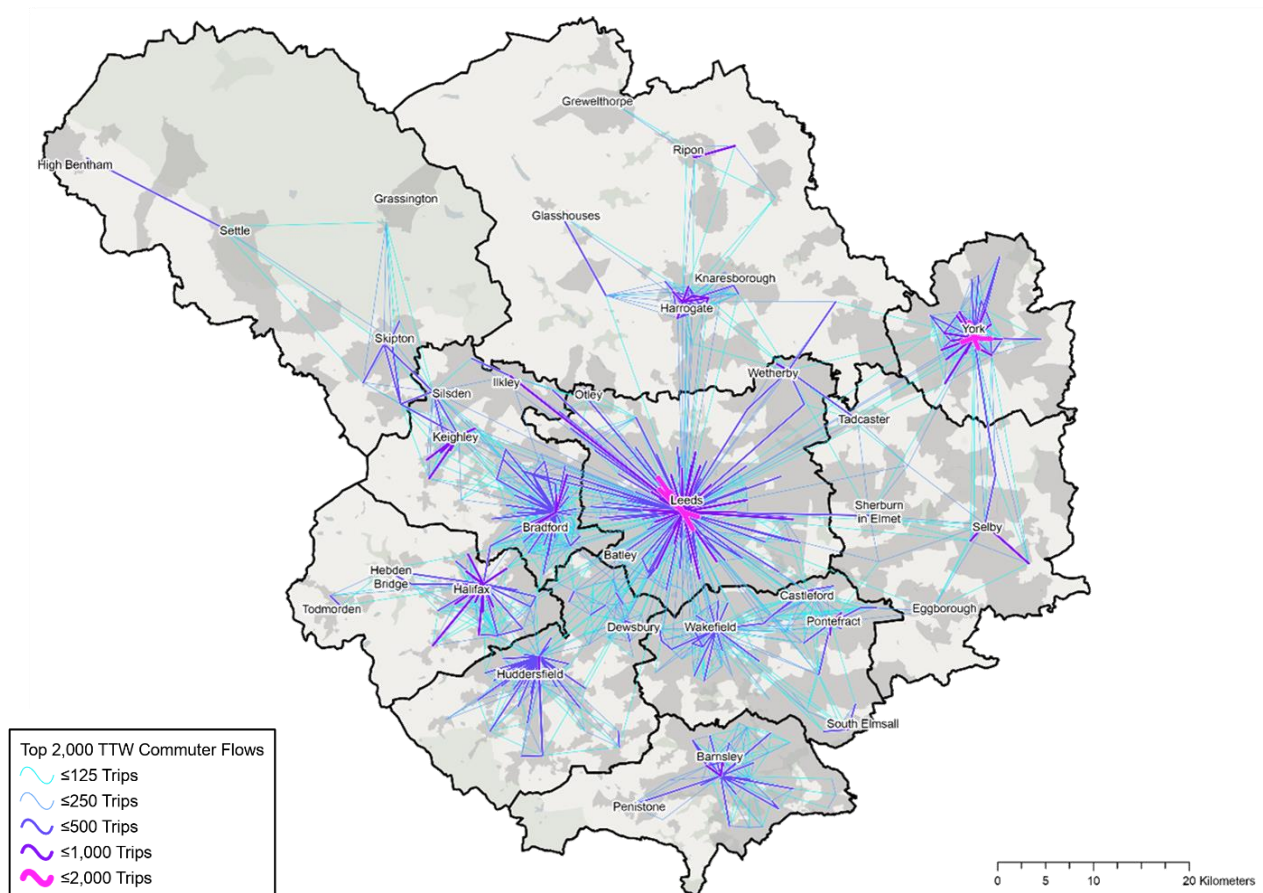 Grewelthorpe
Ripon
High Bentham
Grassington
Glasshouses
Settle
Knaresborough
Harrogate
York
Skipton
Wetherby
Ilkley
Silsden
Otley
Tadcaster
Keighley
Leeds
Sherburn
in Elmet
Bradford
Selby
Batley
Hebden
Bridge
Halifax
Castleford
Todmorden
Eggborough
Pontefract
Dewsbury
Wakefield
Huddersfield
South Elmsall
Barnsley
Penistone
Top 2,000 TTW Commuter Flows
≤125 Trips
≤250 Trips
≤500 Trips
≤1,000 Trips
≤2,000 Trips
0 5 10 20 Kilometers